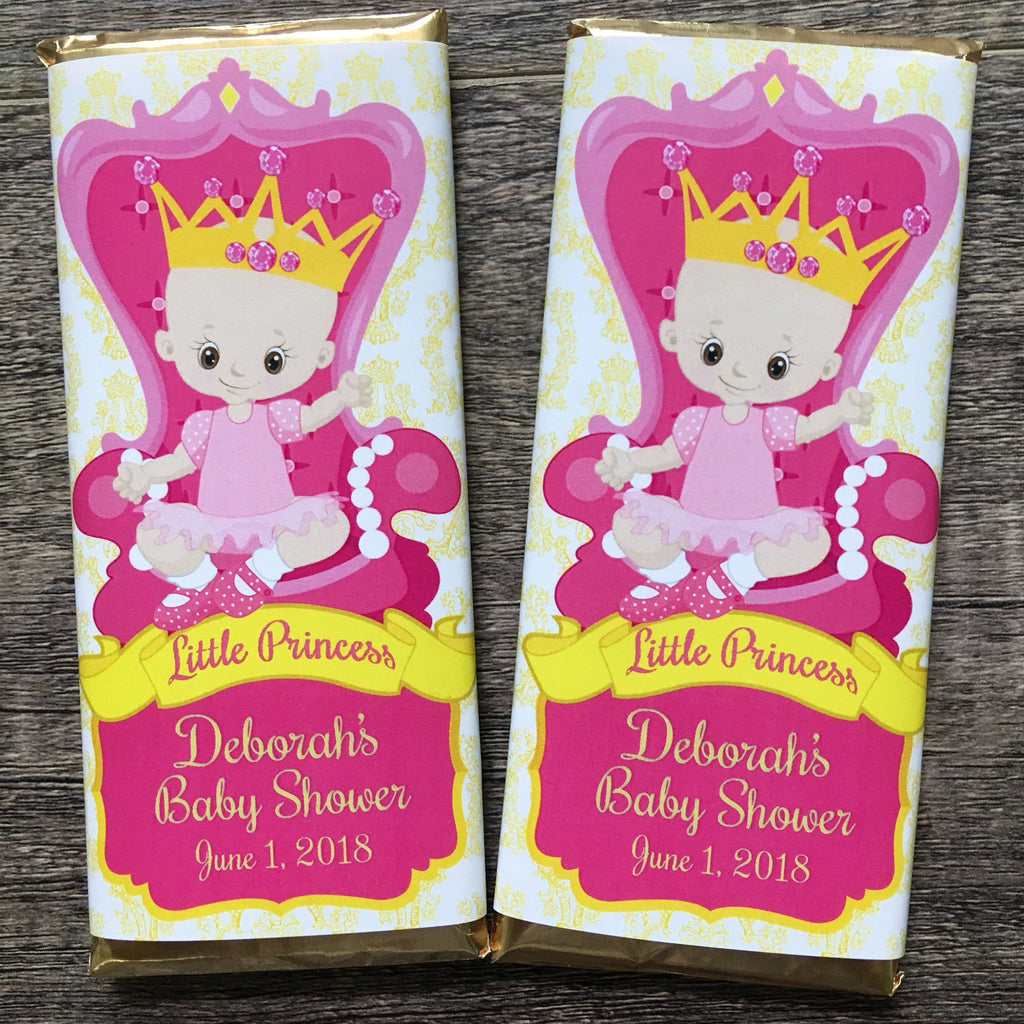 Little Princess
Deborah's
Baby Shower
June 1, 2018
Little Princess
Deborah's
Baby Shower
June 1, 2018